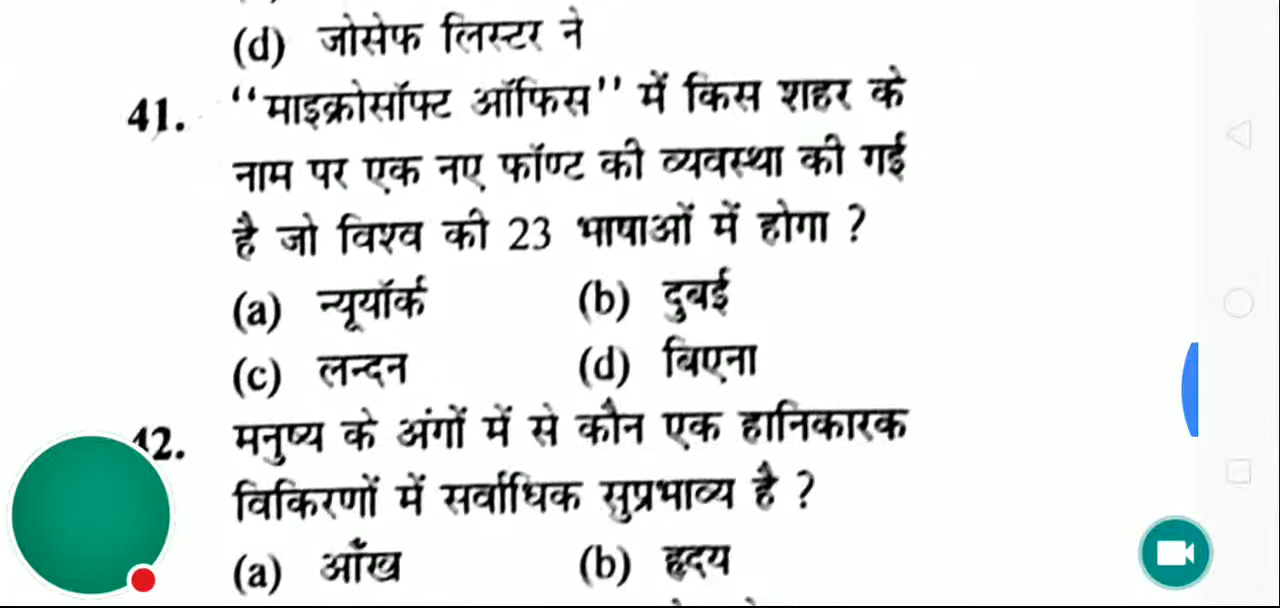 (d) जोसेफ लिस्टर ने
41. ‘‘माइक्रोसॉफ्ट ऑफिस’’ में किस शहर के
नाम पर एक नए फॉण्ट की व्यवस्था की गई
है जो विश्व की 23 भाषाओं में होगा ?
(a) न्यूयॉर्क (b) दुबई
(c) लन्दन (d) बिएना
42. मनुष्य के अंगों में से कौन एक हानिकारक
विकिरणों में सर्वाधिक सुप्रभाव्य है ?
(a) आँख (b) हृदय